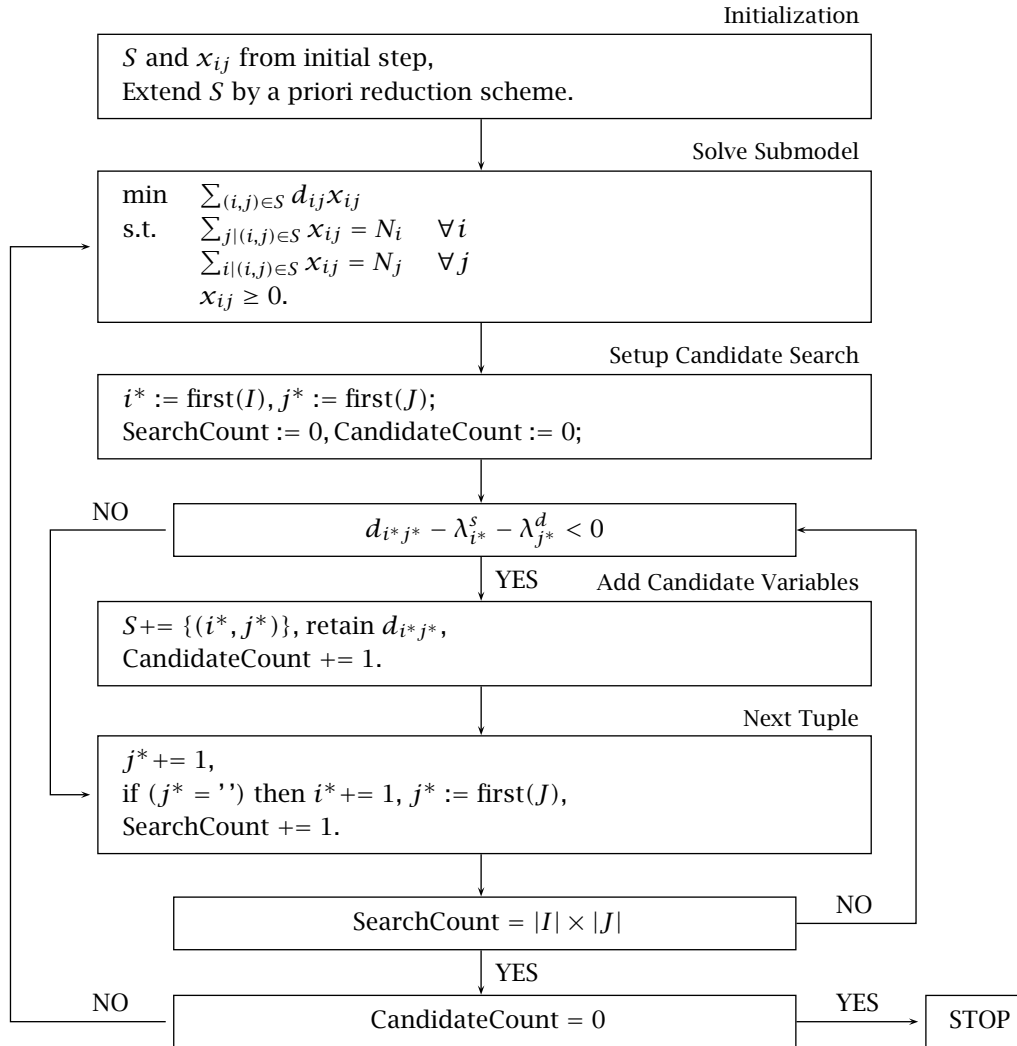 Initialization
S and x_{ij} from initial step,
Extend S by a priori reduction scheme.
Solve Submodel
min ∑_{(i,j)∈S} d_{ij}x_{ij}
s.t. ∑_{j|(i,j)∈S} x_{ij} = N_i ∀i
∑_{i|(i,j)∈S} x_{ij} = N_j ∀j
x_{ij} ≥ 0.
Setup Candidate Search
i* := first(I), j* := first(J);
SearchCount := 0, CandidateCount := 0;
NO
d_{i*j*} − λ^s_{i*} − λ^d_{j*} < 0
YES
Add Candidate Variables
S += {(i*, j*)}, retain d_{i*j*},
CandidateCount += 1.
Next Tuple
j* += 1,
if (j* = '') then i* += 1, j* := first(J),
SearchCount += 1.
SearchCount = |I| × |J|
NO
YES
NO
CandidateCount = 0
YES
STOP